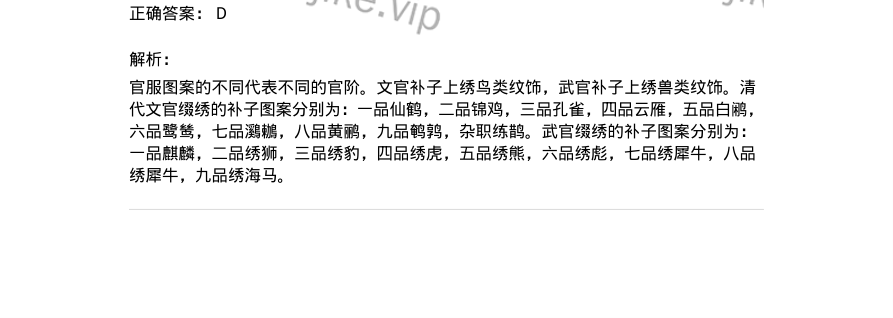 jike.vip
正确答案： D
解析：
官服图案的不同代表不同的官阶。文官补子上绣鸟类纹饰，武官补子上绣兽类纹饰。清
代文官缀绣的补子图案分别为：一品仙鹤，二品锦鸡，三品孔雀，四品云雁，五品白鹇，
六品鹭鸶，七品鸂鶒，八品黄鹂，九品鹌鹑，杂职练鹊。武官缀绣的补子图案分别为：
一品麒麟，二品绣狮，三品绣豹，四品绣虎，五品绣熊，六品绣彪，七品绣犀牛，八品
绣犀牛，九品绣海马。